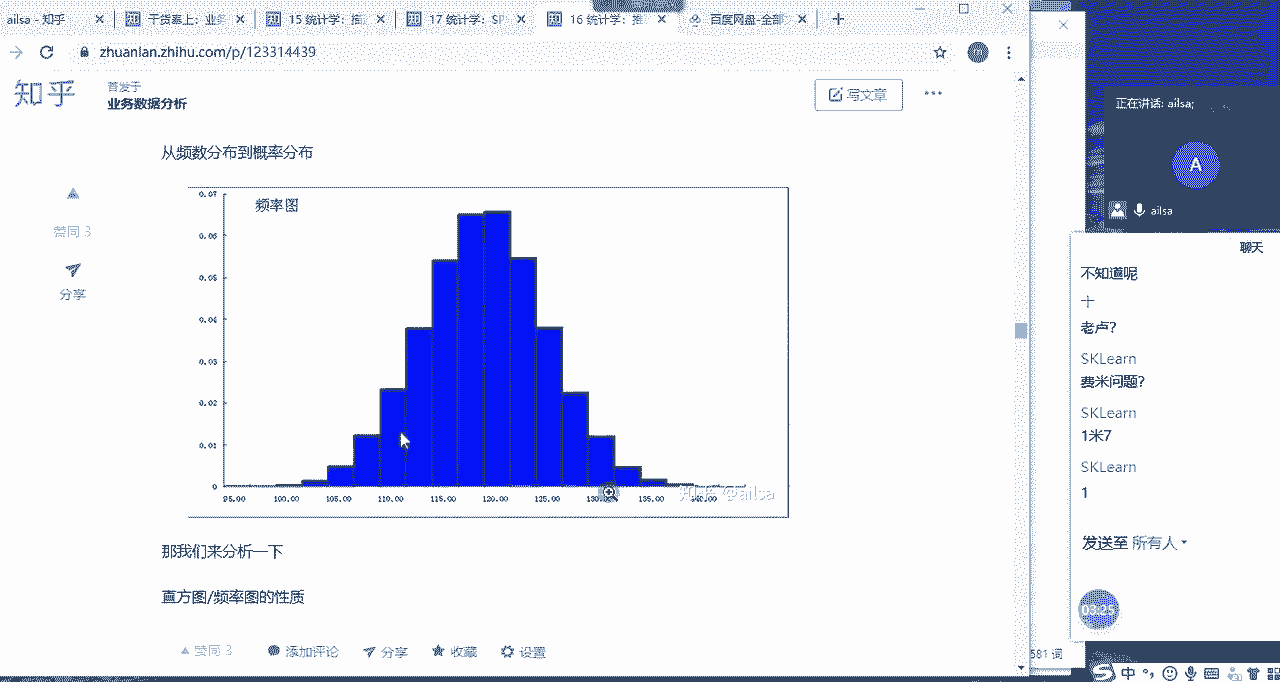 ailsa - 知乎
干货塞上：业务
15 统计学：推
17 统计学：SP
16 统计学：推
百度网盘-全部文
zhuanlan.zhihu.com/p/123314439
知乎
首发于
业务数据分析
写文章
从频数分布到概率分布
赞同 3
分享
频率图
0.07
0.06
0.05
0.04
0.03
0.02
0.01
0
95.00 100.00 105.00 110.00 115.00 120.00 125.00 130.00 135.00 140.00
知乎 @ailsa
那我们来分析一下
直方图/频率图的性质
赞同 3 添加评论 分享 收藏 设置
正在讲话: ailsa;
A
ailsa
聊天
不知道呢
十
老卢?
SKLearn
费米问题?
SKLearn
1米7
SKLearn
1
发送至 所有人
03:25
581 词
中